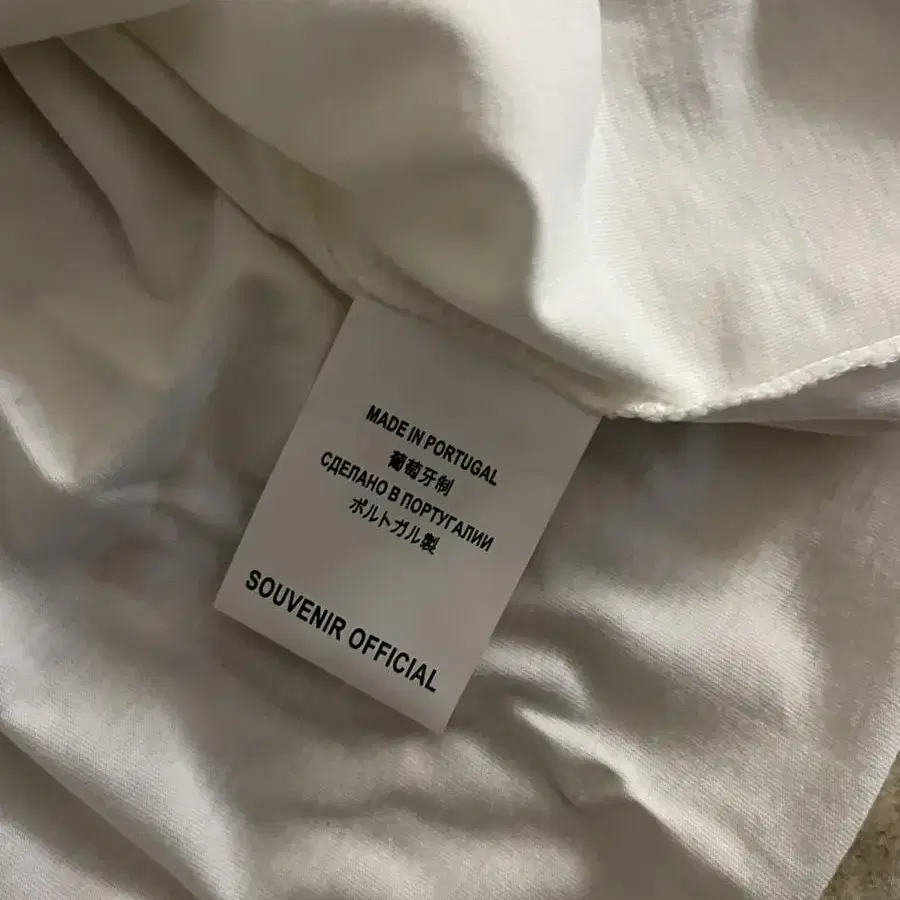 MADE IN PORTUGAL
葡萄牙制
СДЕЛАНО В ПОРТУГАЛИИ
ポルトガル製
SOUVENIR OFFICIAL